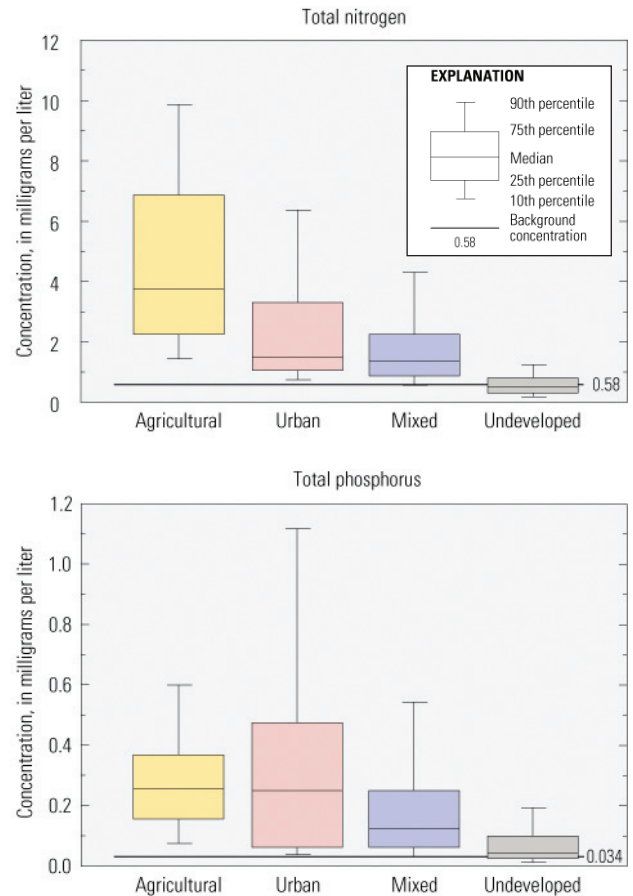 Total nitrogen
Concentration, in milligrams per liter
12
10
8
6
4
2
0
EXPLANATION
90th percentile
75th percentile
Median
25th percentile
10th percentile
Background
concentration
0.58
0.58
Agricultural
Urban
Mixed
Undeveloped
Total phosphorus
Concentration, in milligrams per liter
1.2
1.0
0.8
0.6
0.4
0.2
0.0
0.034
Agricultural
Urban
Mixed
Undeveloped